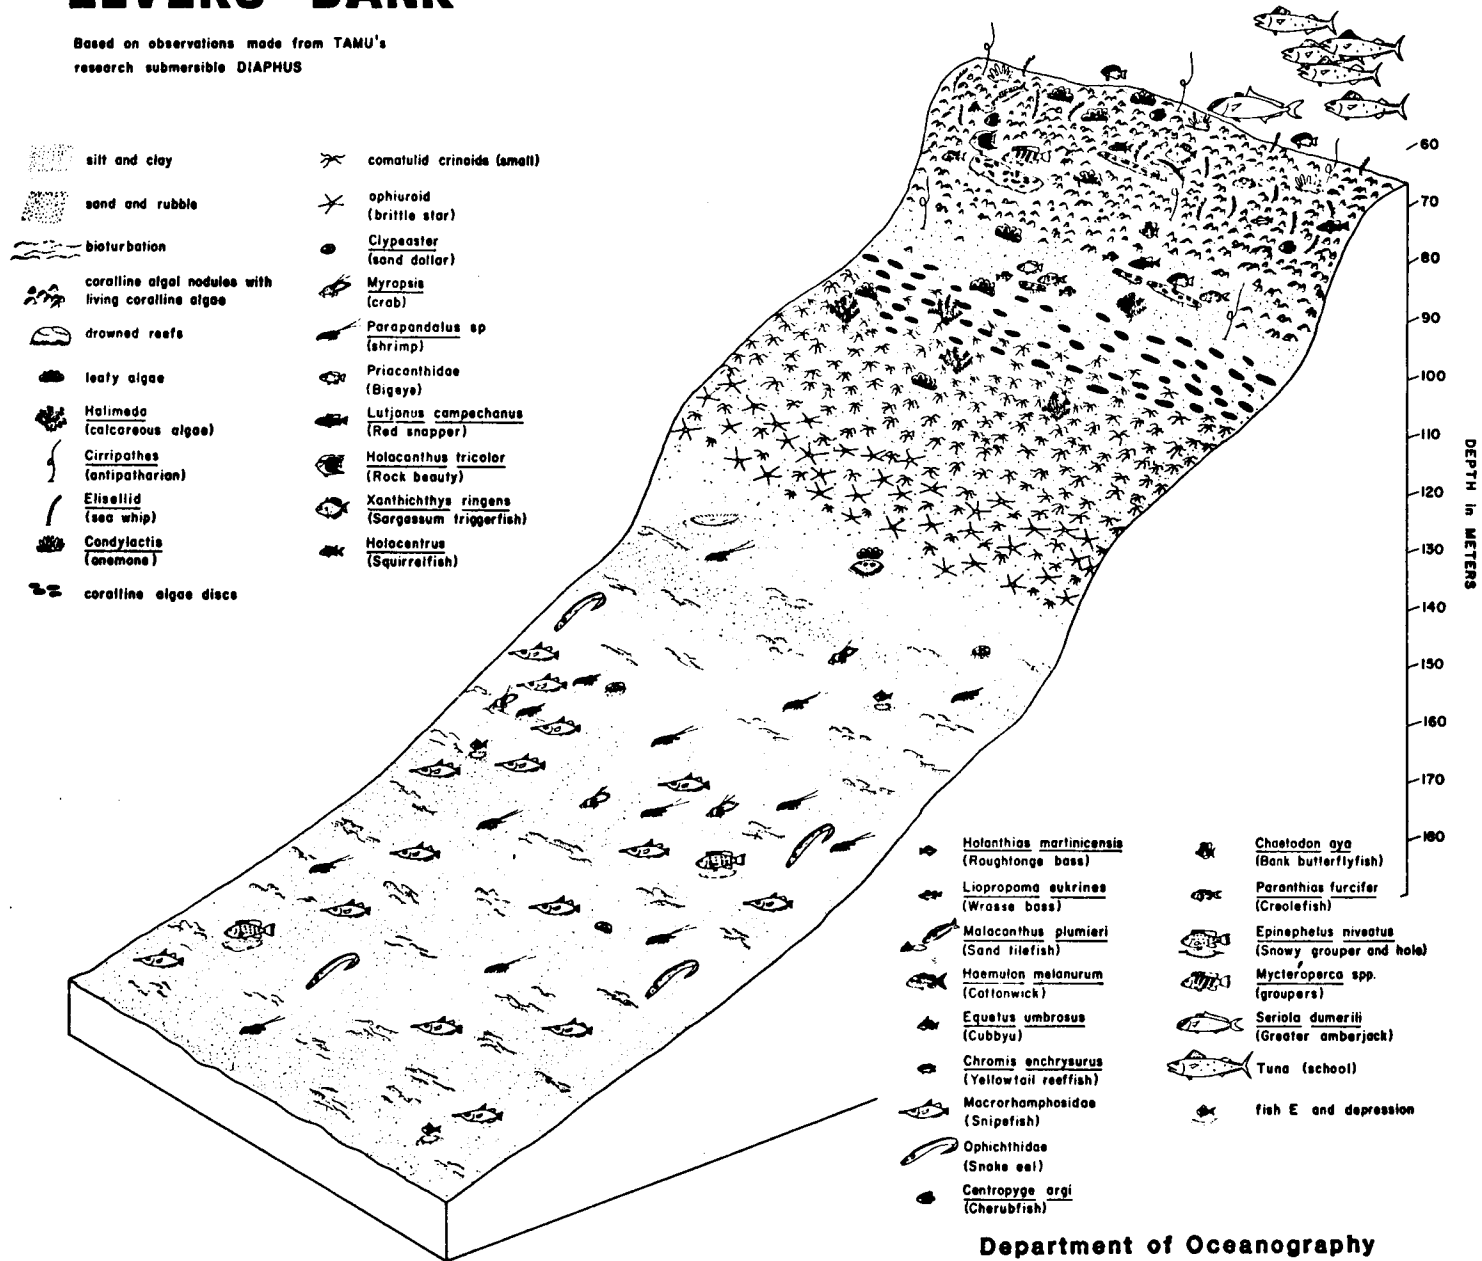 ELVERS BANK
Based on observations made from TAMU's
research submersible DIAPHUS
silt and clay
sand and rubble
bioturbation
coralline algal nodules with
living coralline algae
drowned reefs
leafy algae
Halimeda
(calcareous algae)
Cirripathes
(antipatharian)
Elisellid
(sea whip)
Condylactis
(anemone)
coralline algae discs
comatulid crinoids (small)
ophiuroid
(brittle star)
Clypeaster
(sand dollar)
Myropsis
(crab)
Parapandalus sp
(shrimp)
Priacanthidae
(Bigeye)
Lutjanus campechanus
(Red snapper)
Holacanthus tricolor
(Rock beauty)
Xanthichthys ringens
(Sargassum triggerfish)
Holocentrus
(Squirrelfish)
60
70
80
90
100
110
120
130
140
150
160
170
180
DEPTH in METERS
Holanthias martinicensis
(Roughtonge bass)
Liopropoma eukrines
(Wrasse bass)
Malacanthus plumieri
(Sand tilefish)
Haemulon melanurum
(Cottonwick)
Equetus umbrosus
(Cubbyu)
Chromis enchrysurus
(Yellowtail reeffish)
Macrorhamphosidae
(Snipefish)
Ophichthidae
(Snake eel)
Centropyge argi
(Cherubfish)
Chaetodon aya
(Bank butterflyfish)
Paranthias furcifer
(Creolefish)
Epinephelus niveatus
(Snowy grouper and hole)
Mycteroperca spp.
(groupers)
Seriola dumerili
(Greater amberjack)
Tuna (school)
fish E and depression
Department of Oceanography